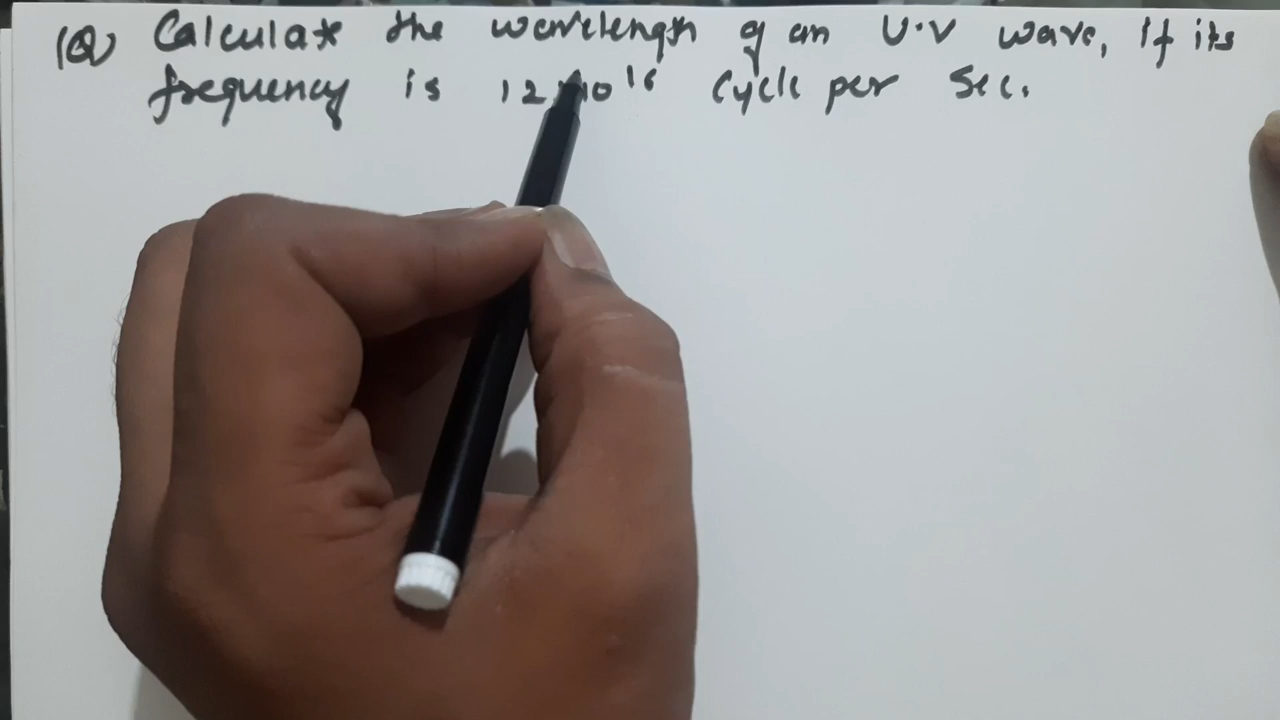 (Q) Calculate the wavelength of an U.V wave, if its
frequency is 12 10¹⁶ cycle per sec.